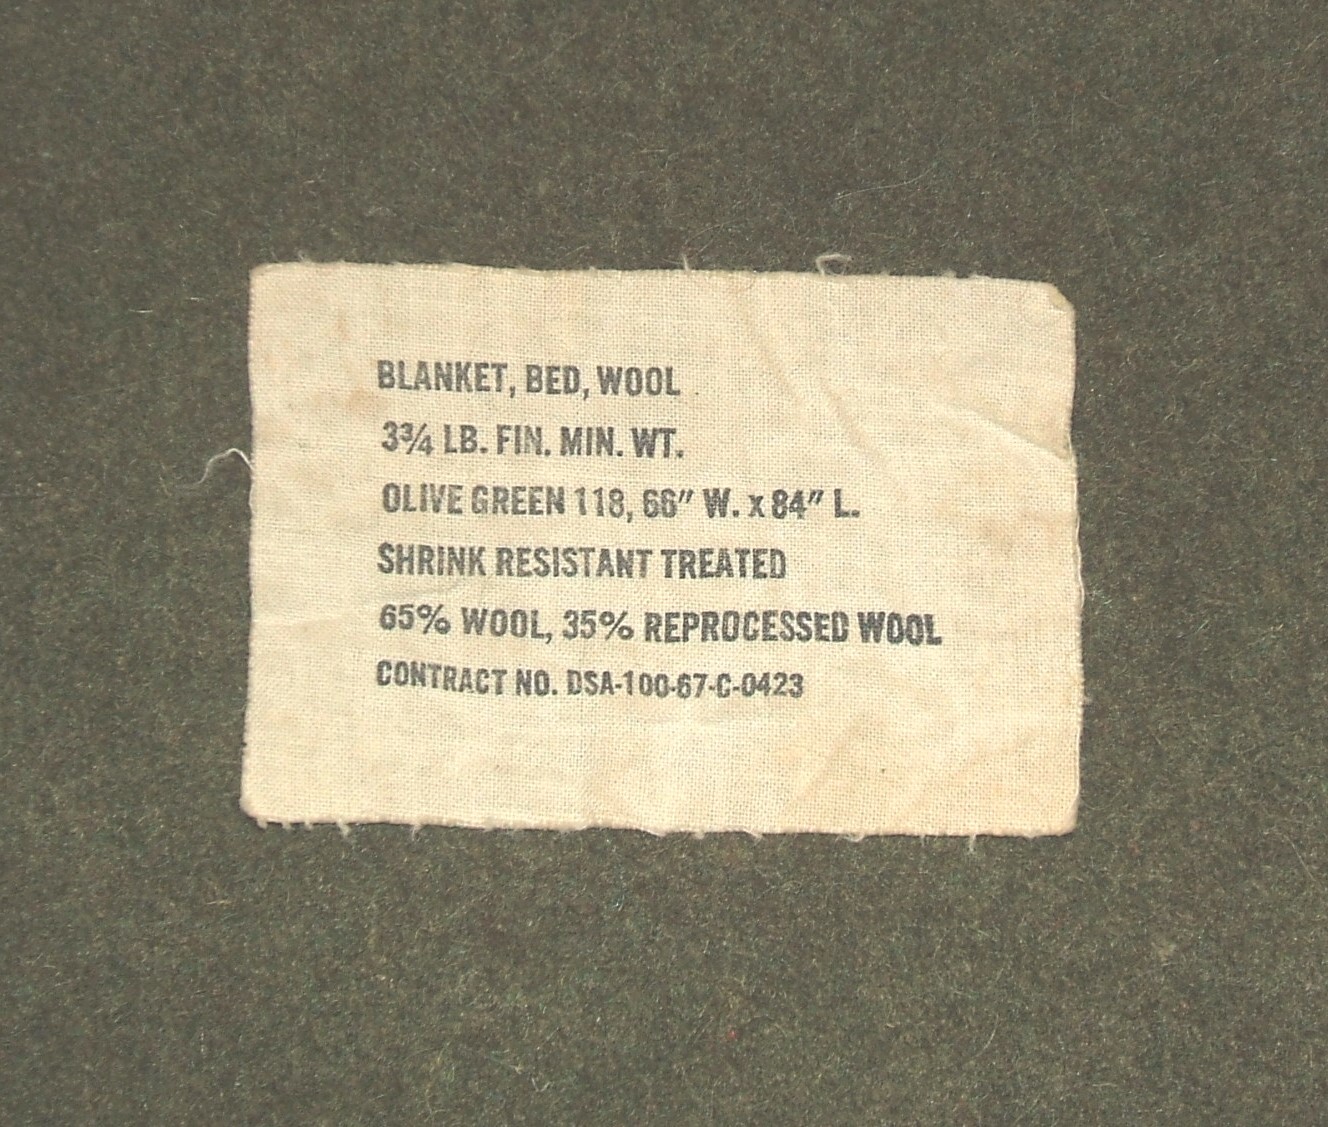 BLANKET, BED, WOOL
3¾ LB. FIN. MIN. WT.
OLIVE GREEN 118, 66" W. x 84" L.
SHRINK RESISTANT TREATED
65% WOOL, 35% REPROCESSED WOOL
CONTRACT NO. DSA-100-67-C-0423